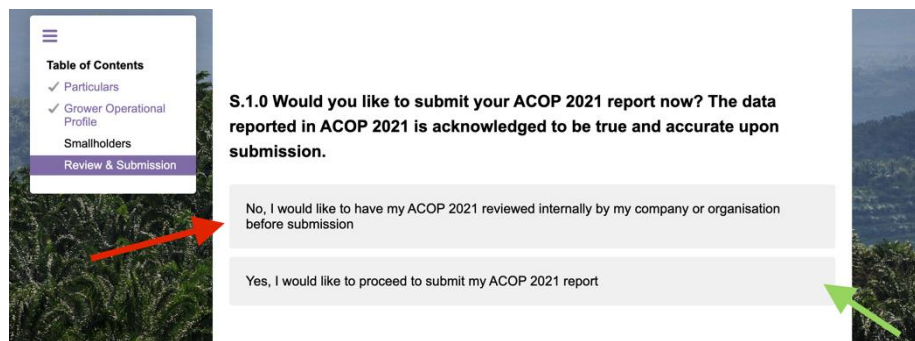 Table of Contents
Particulars
Grower Operational
Profile
Smallholders
Review & Submission
S.1.0 Would you like to submit your ACOP 2021 report now? The data
reported in ACOP 2021 is acknowledged to be true and accurate upon
submission.
No, I would like to have my ACOP 2021 reviewed internally by my company or organisation
before submission
Yes, I would like to proceed to submit my ACOP 2021 report